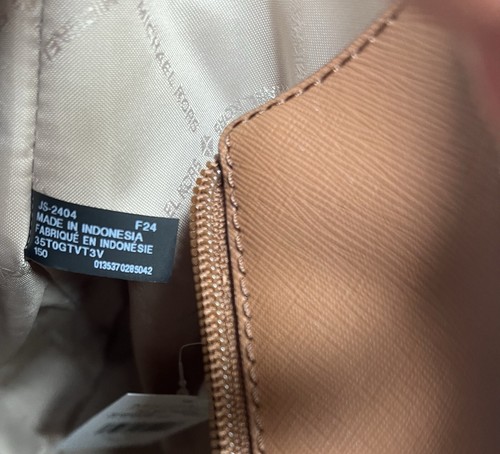 MICHAEL KORS
MICHAEL KORS
JS-2404 F24
MADE IN INDONESIA
FABRIQUÉ EN INDONÉSIE
35T0GTVT3V
150 0135370285042